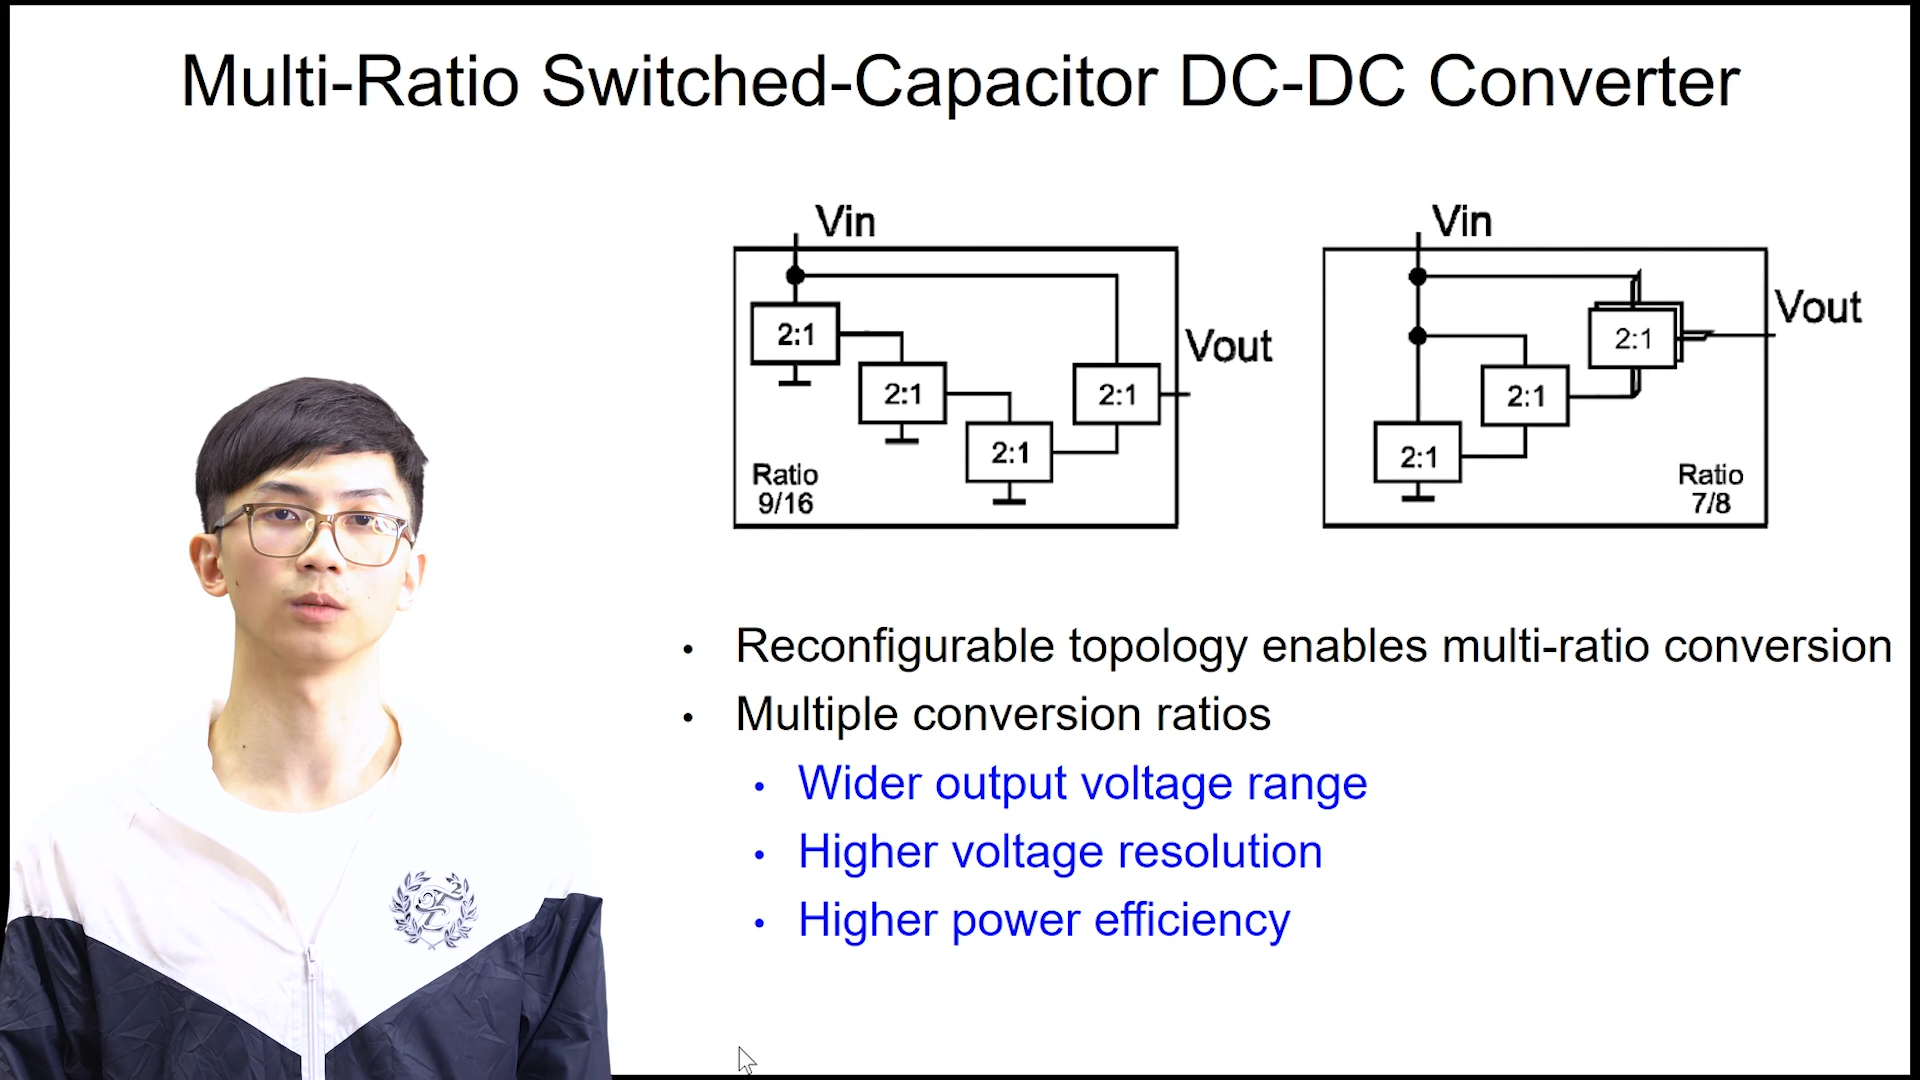 Multi-Ratio Switched-Capacitor DC-DC Converter
Vin
2:1
2:1
2:1
2:1
Vout
Ratio
9/16
Vin
2:1
2:1
2:1
Vout
Ratio
7/8
• Reconfigurable topology enables multi-ratio conversion
• Multiple conversion ratios
• Wider output voltage range
• Higher voltage resolution
• Higher power efficiency